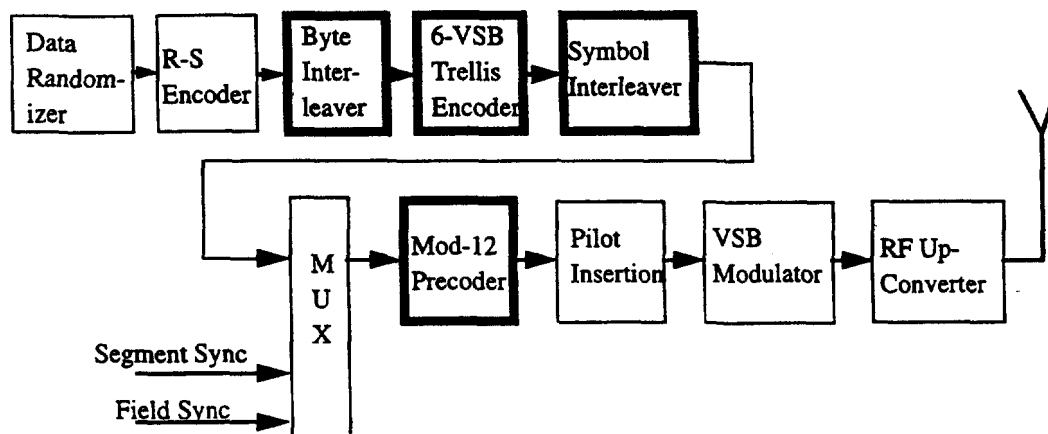 Data
Random-
izer
R-S
Encoder
Byte
Inter-
leaver
6-VSB
Trellis
Encoder
Symbol
Interleaver
M
U
X
Mod-12
Precoder
Pilot
Insertion
VSB
Modulator
RF Up-
Converter
Segment Sync
Field Sync